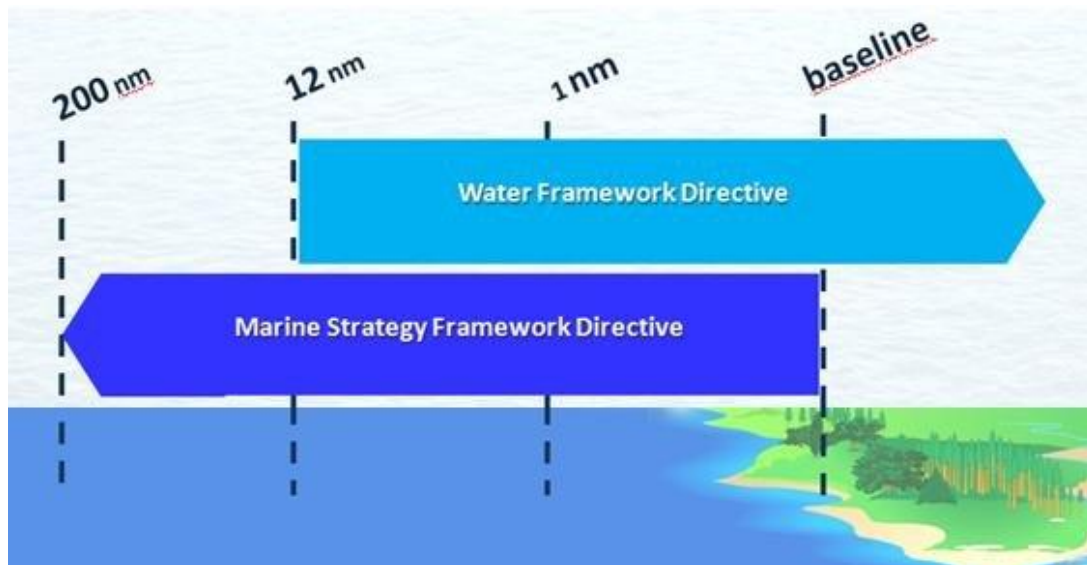 200 nm
12 nm
1 nm
baseline
Water Framework Directive
Marine Strategy Framework Directive